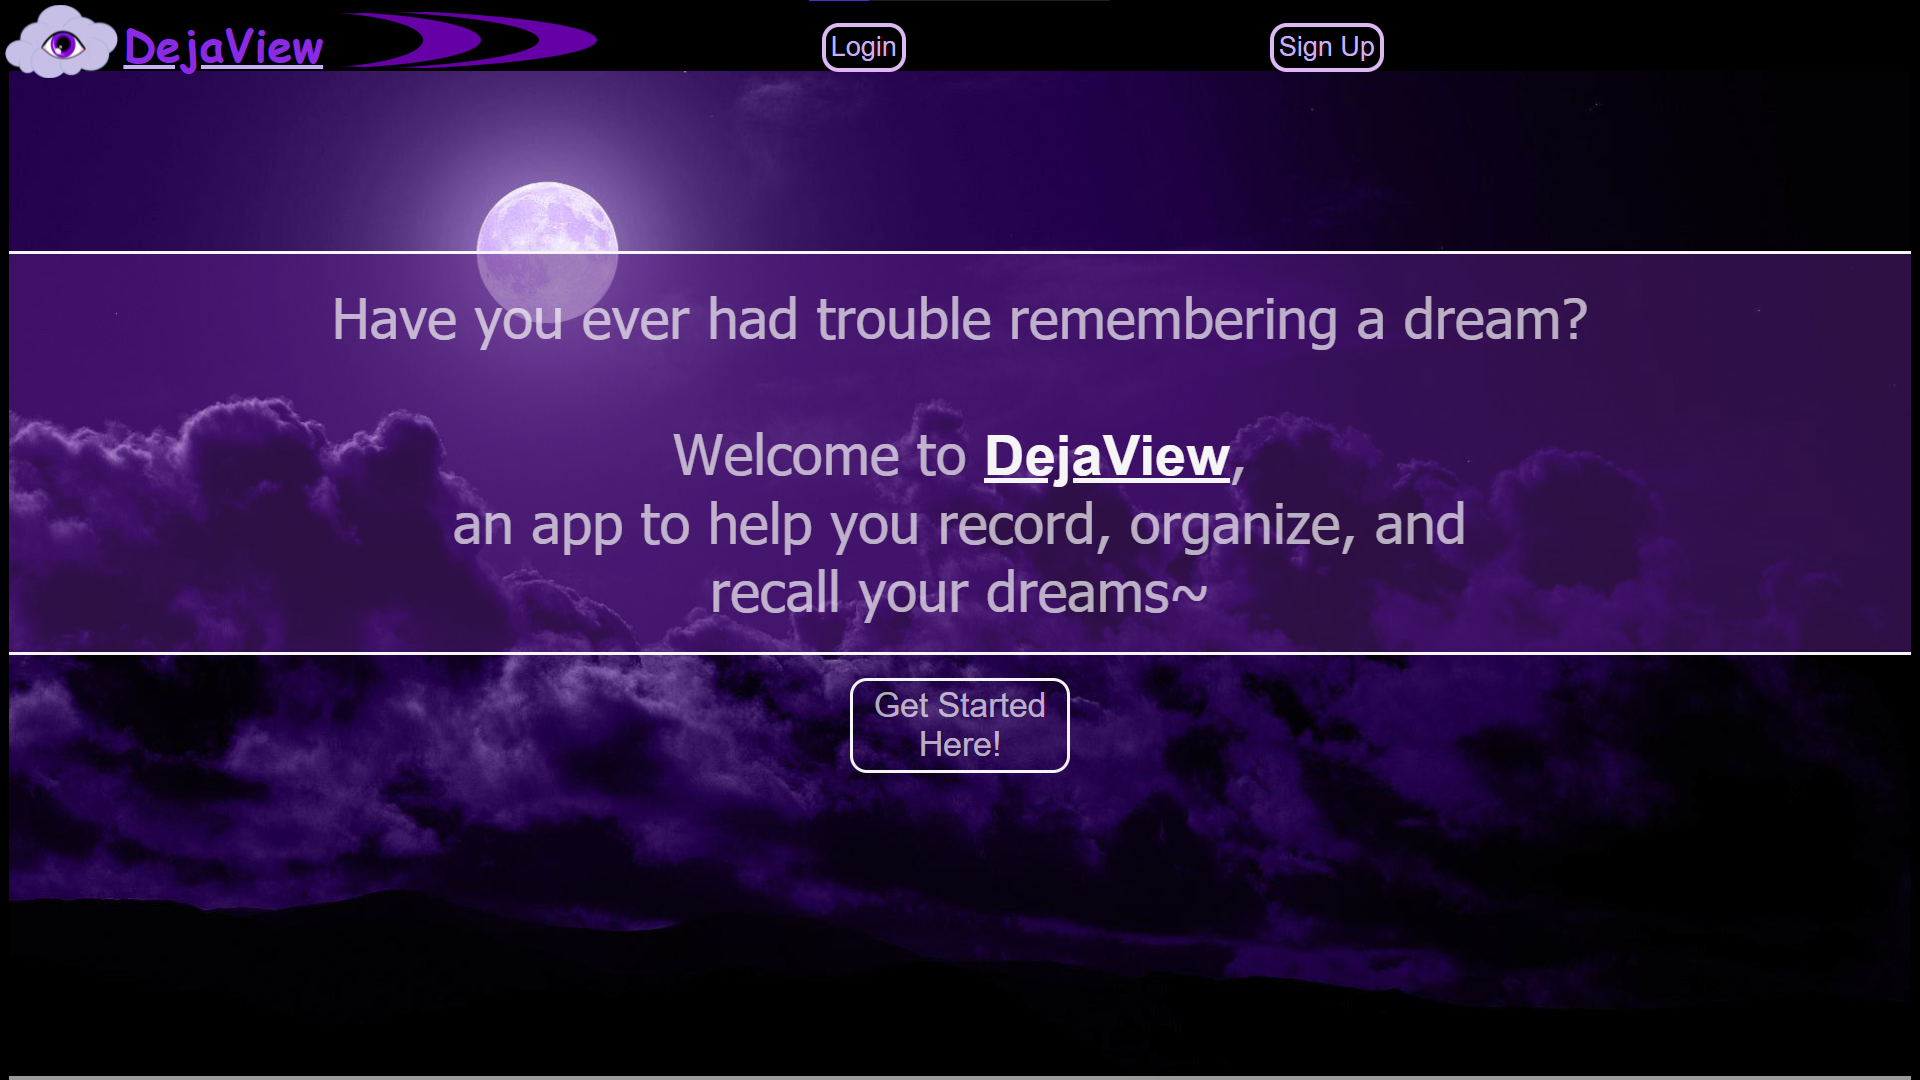 DejaView
Login
Sign Up
Have you ever had trouble remembering a dream?
Welcome to DejaView,
an app to help you record, organize, and
recall your dreams~
Get Started
Here!